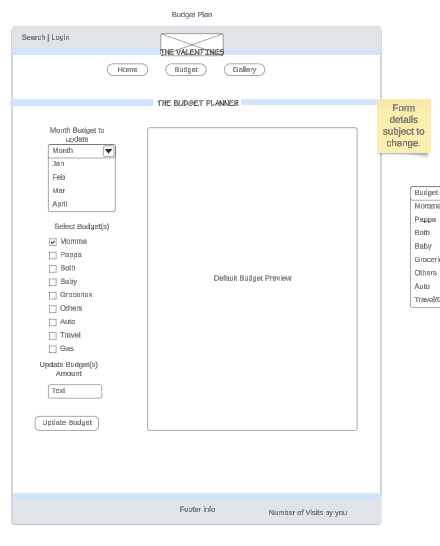 Budget Plan
Search | Login
THE VALENTINES
Home
Budget
Gallery
THE BUDGET PLANNER
Form
details
subject to
change.
Month Budget to
update
Month
Jan
Feb
Mar
April
Select Budget(s)
Momma
Pappa
Both
Baby
Groceries
Others
Auto
Travel
Gas
Update Budget(s)
Amount
Text
Update Budget
Default Budget Preview
Budget
Momma
Pappa
Both
Baby
Groceri
Others
Auto
Travel/G
Footer info
Number of Visits by you